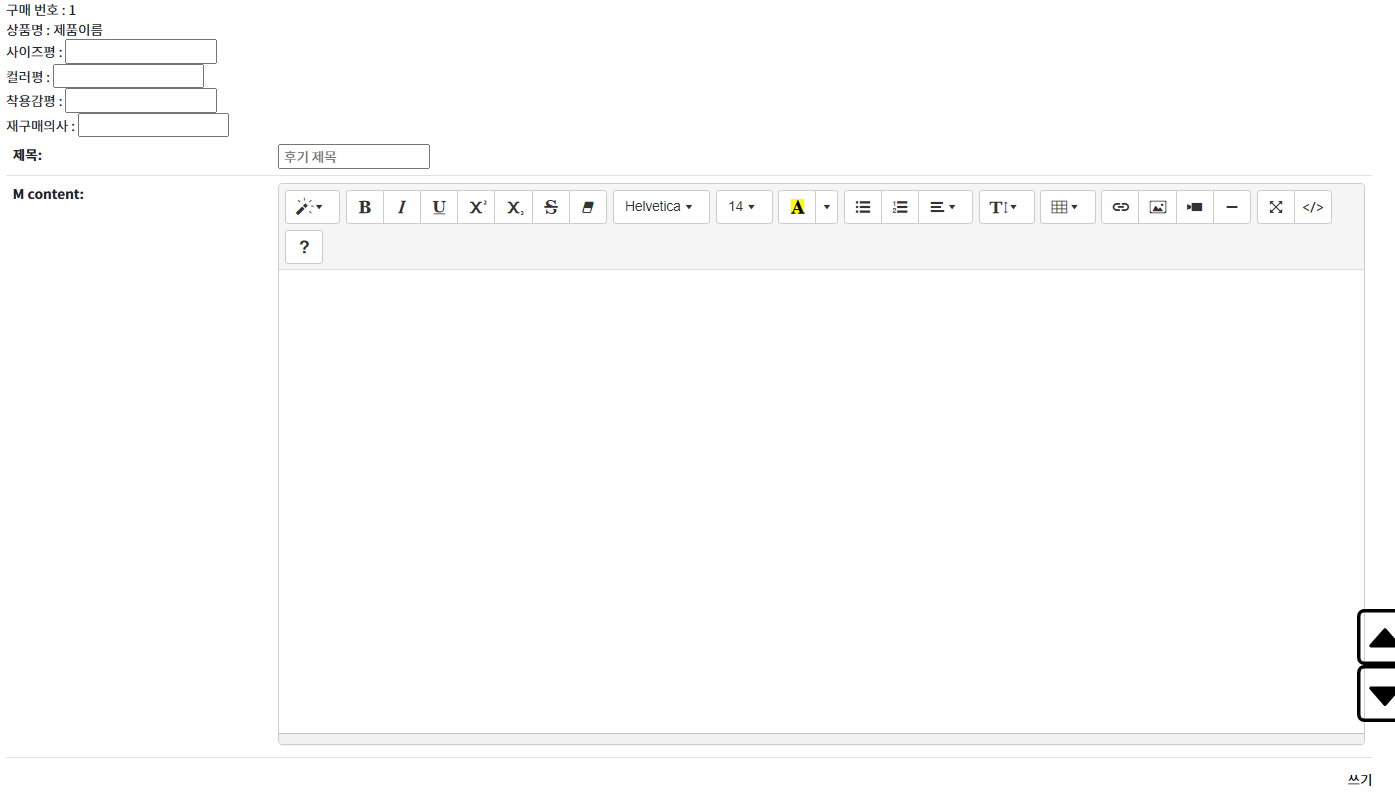 구매 번호 : 1
상품명 : 제품이름
사이즈평 :
컬러평 :
착용감평 :
재구매의사 :
제목: 후기 제목
M content:
B I U X² X₂ S Helvetica 14 A T </>
?
쓰기